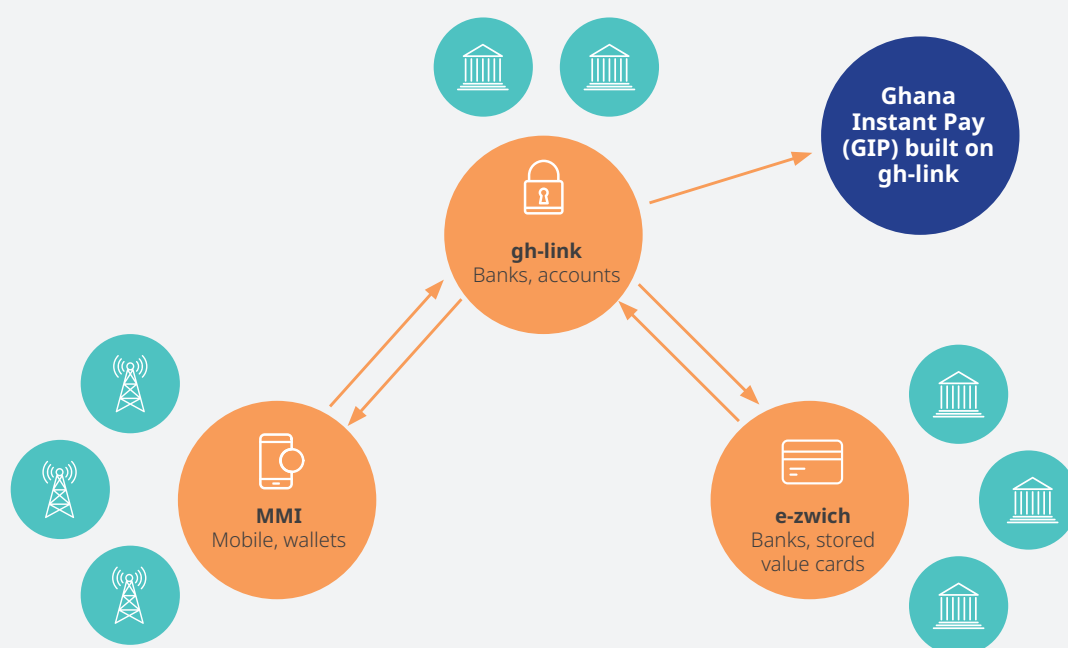 Ghana
Instant Pay
(GIP) built on
gh-link
gh-link
Banks, accounts
MMI
Mobile, wallets
e-zwich
Banks, stored
value cards